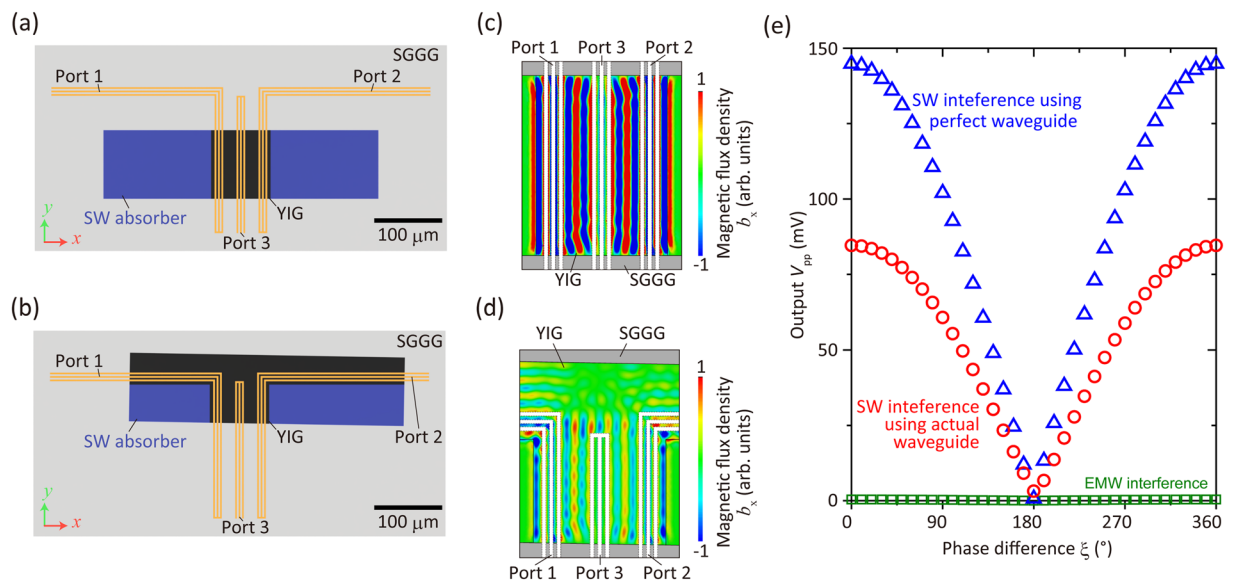 (a)
SGGG
Port 1
Port 2
SW absorber
YIG
Port 3
y
x
100 μm
(b)
SGGG
Port 1
SW absorber
YIG
Port 2
Port 3
y
x
100 μm
(c)
Port 1
Port 3
Port 2
1
-1
Magnetic flux density
bx (arb. units)
YIG
SGGG
(d)
YIG
SGGG
1
-1
Magnetic flux density
bx (arb. units)
Port 1
Port 3
Port 2
(e)
150
100
50
0
Output Vpp (mV)
SW inteference using
perfect waveguide
SW inteference
using actual
waveguide
EMW interference
0
90
180
270
360
Phase difference ξ (°)